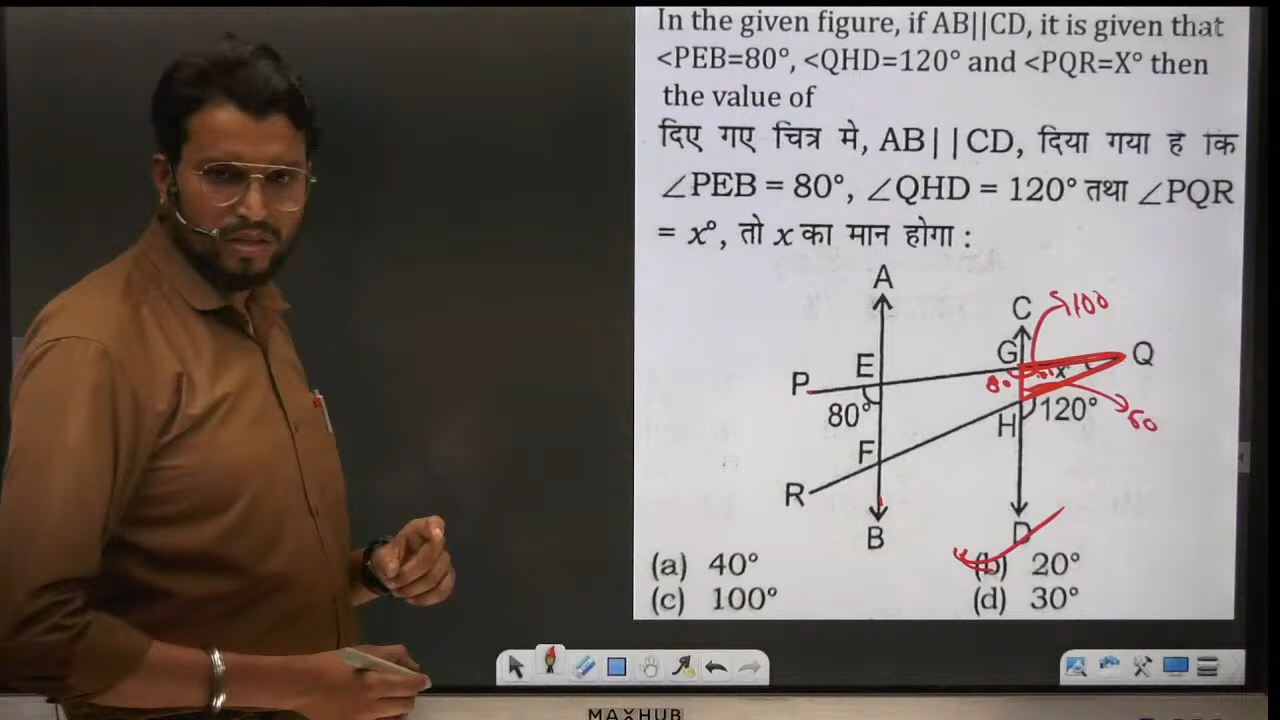 In the given figure, if AB||CD, it is given that
<PEB=80°, <QHD=120° and <PQR=X° then
the value of
दिए गए चित्र मे, AB||CD, दिया गया है कि
∠PEB = 80°, ∠QHD = 120° तथा ∠PQR
= x°, तो x का मान होगा :
A
C
100
G
Q
E
P
80
x
80°
120°
60
H
F
R
B
D
(a) 40°
(b) 20°
(c) 100°
(d) 30°
MAXHUB